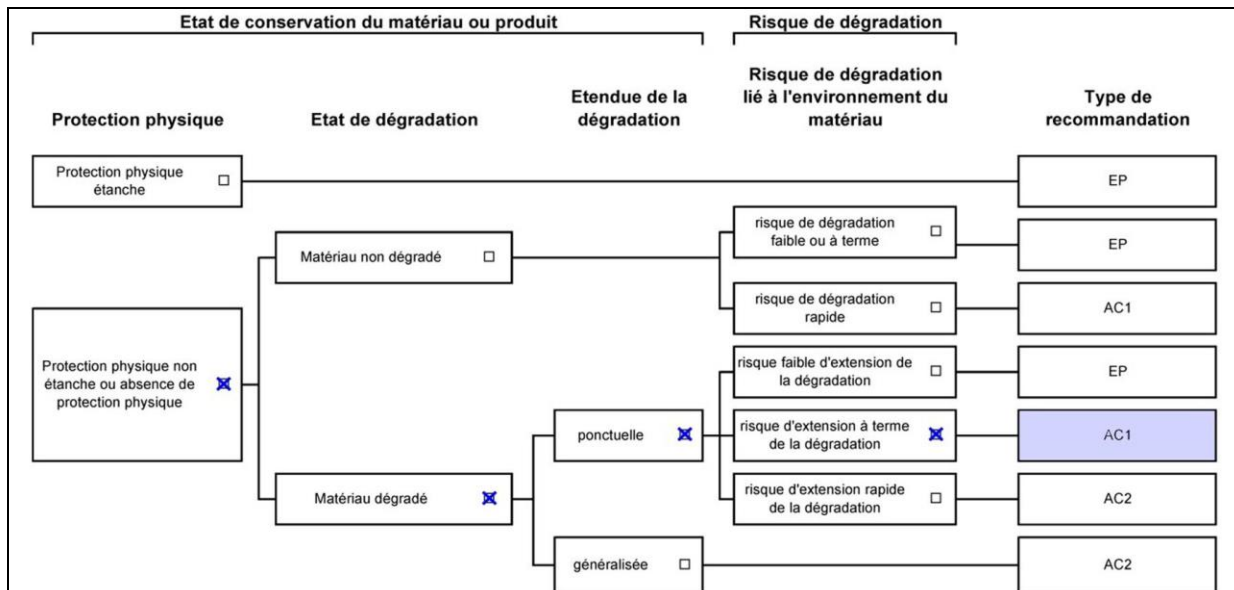 Etat de conservation du matériau ou produit
Risque de dégradation
Protection physique
Etat de dégradation
Etendue de la
dégradation
Risque de dégradation
lié à l'environnement du
matériau
Type de
recommandation
Protection physique
étanche
EP
Matériau non dégradé
risque de dégradation
faible ou à terme
EP
risque de dégradation
rapide
AC1
Protection physique non
étanche ou absence de
protection physique
risque faible d'extension de
la dégradation
EP
ponctuelle
risque d'extension à terme
de la dégradation
AC1
Matériau dégradé
risque d'extension rapide
de la dégradation
AC2
généralisée
AC2